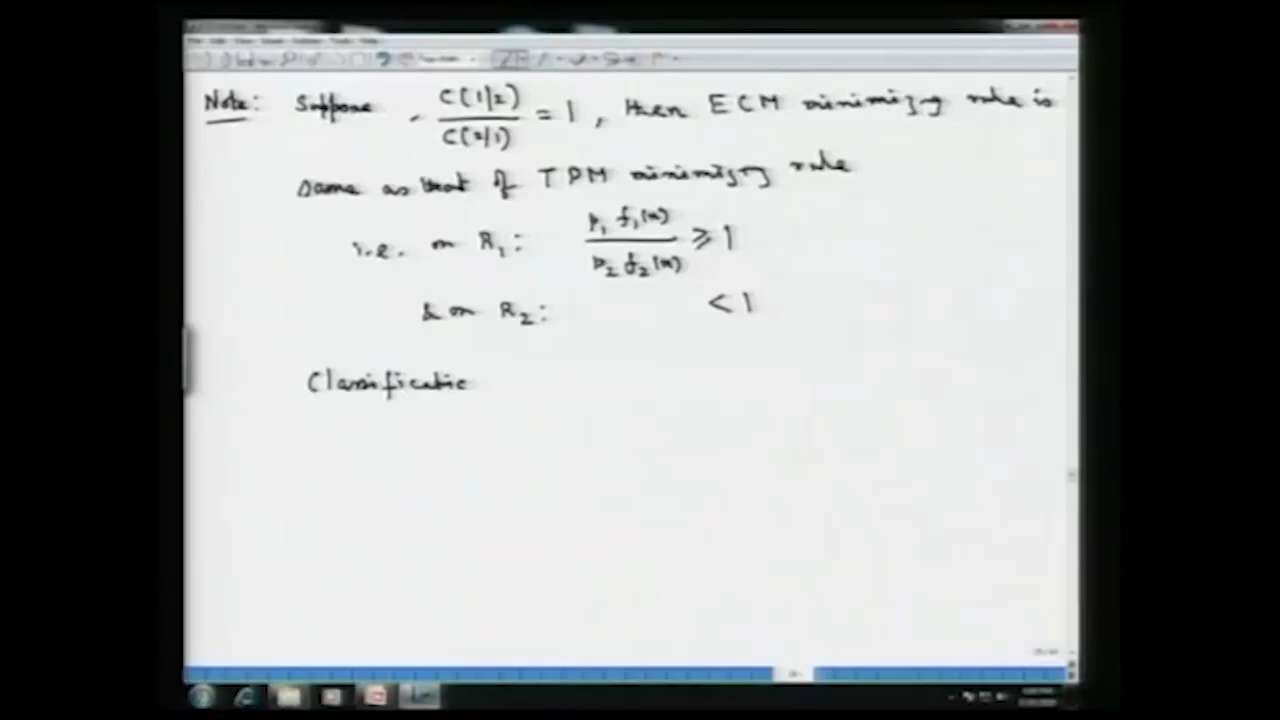 Note: Suppose, C(1|2)/C(2|1) = 1, then ECM minimizing rule is
same as that of TPM minimizing rule
i.e. on R₁: p₁ f₁(x) / p₂ f₂(x) ≥ 1
& on R₂: < 1
Classificatio